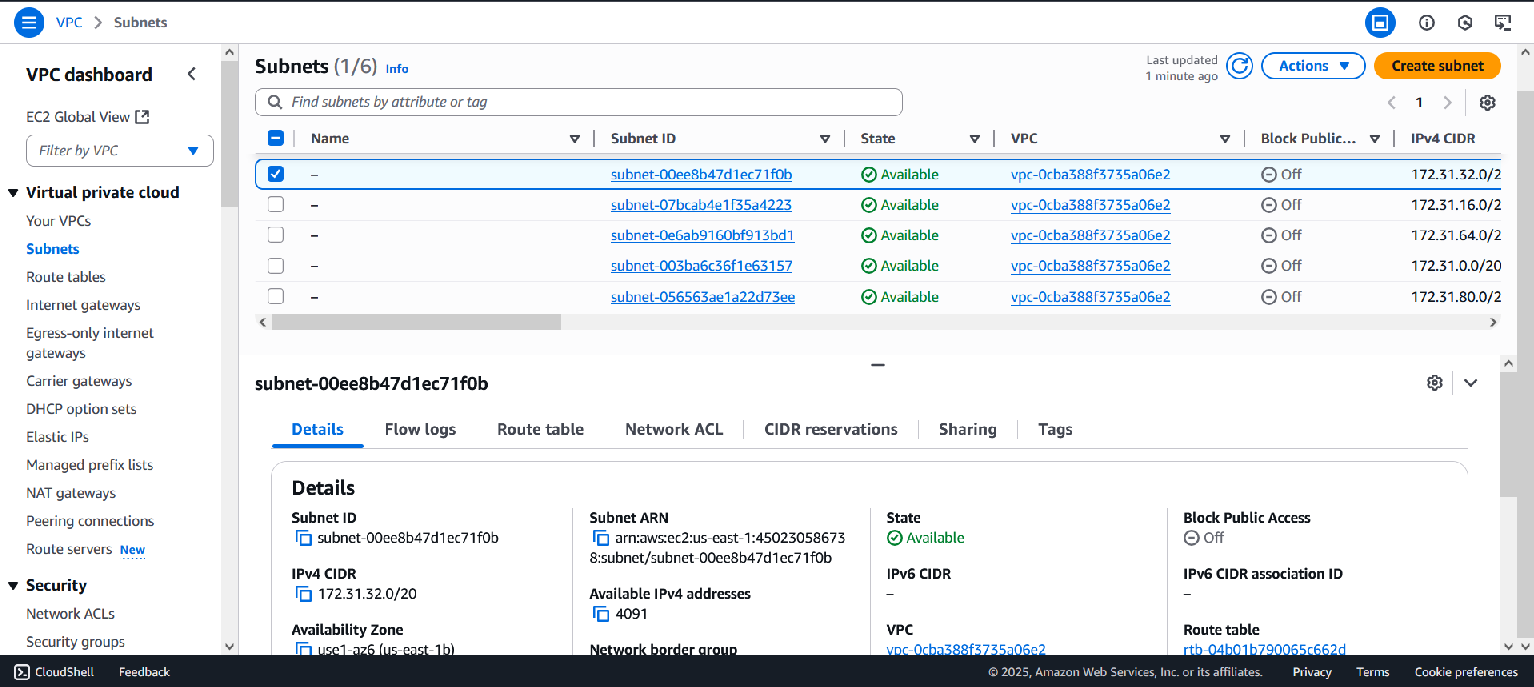 VPC > Subnets
VPC dashboard
EC2 Global View
Filter by VPC
Virtual private cloud
Your VPCs
Subnets
Route tables
Internet gateways
Egress-only internet
gateways
Carrier gateways
DHCP option sets
Elastic IPs
Managed prefix lists
NAT gateways
Peering connections
Route servers New
Security
Network ACLs
Security groups
Subnets (1/6) Info
Last updated
1 minute ago
Actions
Create subnet
Find subnets by attribute or tag
1
Name Subnet ID State VPC Block Public... IPv4 CIDR
– subnet-00ee8b47d1ec71f0b Available vpc-0cba388f3735a06e2 Off 172.31.32.0/2
– subnet-07bcab4e1f35a4223 Available vpc-0cba388f3735a06e2 Off 172.31.16.0/2
– subnet-0e6ab9160bf913bd1 Available vpc-0cba388f3735a06e2 Off 172.31.64.0/2
– subnet-003ba6c36f1e63157 Available vpc-0cba388f3735a06e2 Off 172.31.0.0/20
– subnet-056563ae1a22d73ee Available vpc-0cba388f3735a06e2 Off 172.31.80.0/2
subnet-00ee8b47d1ec71f0b
Details Flow logs Route table Network ACL CIDR reservations Sharing Tags
Details
Subnet ID
subnet-00ee8b47d1ec71f0b
IPv4 CIDR
172.31.32.0/20
Availability Zone
use1-az6 (us-east-1b)
Subnet ARN
arn:aws:ec2:us-east-1:45023058673
8:subnet/subnet-00ee8b47d1ec71f0b
Available IPv4 addresses
4091
Network border group
State
Available
IPv6 CIDR
–
VPC
vpc-0cba388f3735a06e2
Block Public Access
Off
IPv6 CIDR association ID
–
Route table
rtb-04b01b790065c662d
CloudShell Feedback © 2025, Amazon Web Services, Inc. or its affiliates. Privacy Terms Cookie preferences